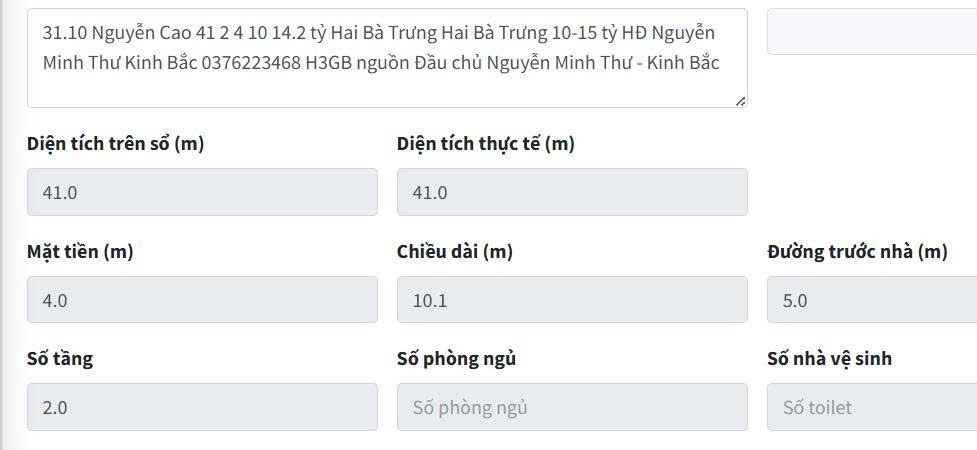 31.10 Nguyễn Cao 41 2 4 10 14.2 tỷ Hai Bà Trưng Hai Bà Trưng 10-15 tỷ HĐ Nguyễn
Minh Thư Kinh Bắc 0376223468 H3GB nguồn Đầu chủ Nguyễn Minh Thư - Kinh Bắc
Diện tích trên sổ (m)
Diện tích thực tế (m)
41.0
41.0
Mặt tiền (m)
Chiều dài (m)
Đường trước nhà (m)
4.0
10.1
5.0
Số tầng
Số phòng ngủ
Số nhà vệ sinh
2.0
Số phòng ngủ
Số toilet